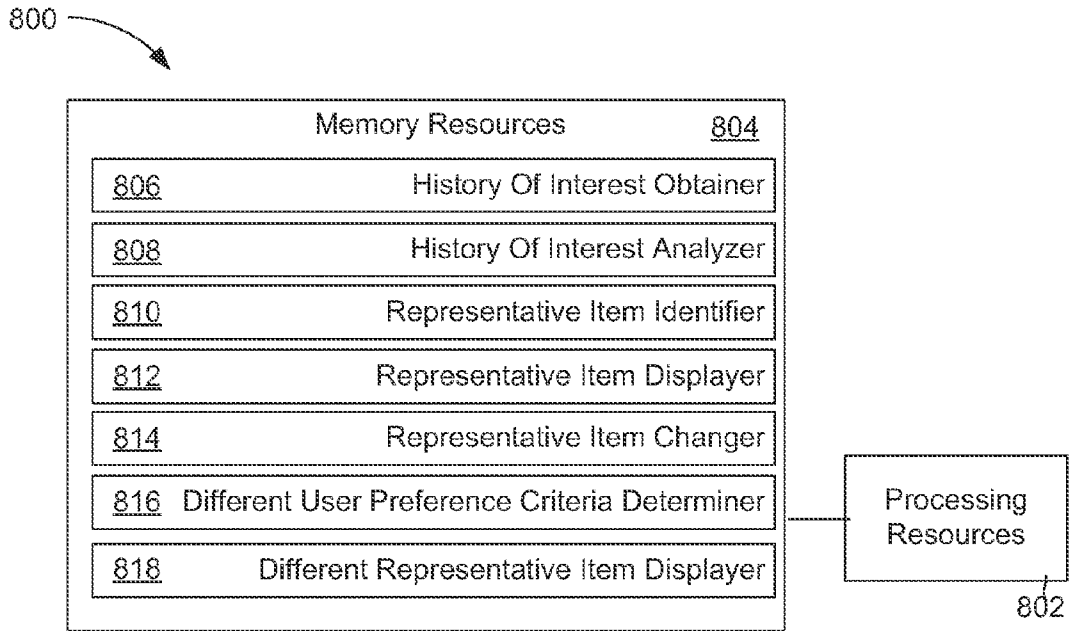 800
Memory Resources 804
806 History Of Interest Obtainer
808 History Of Interest Analyzer
810 Representative Item Identifier
812 Representative Item Displayer
814 Representative Item Changer
816 Different User Preference Criteria Determiner
818 Different Representative Item Displayer
Processing
Resources
802